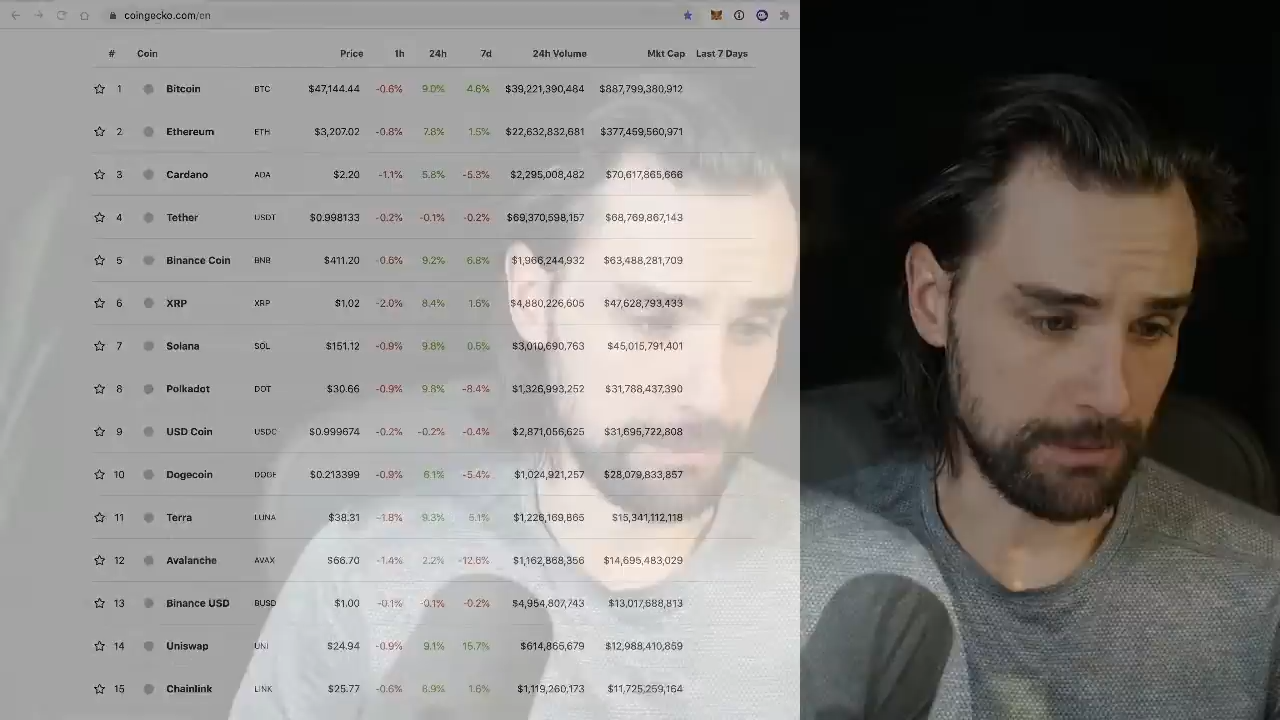 coingecko.com/en
# Coin Price 1h 24h 7d 24h Volume Mkt Cap Last 7 Days
1 Bitcoin BTC $47,144.44 -0.6% 9.0% 4.6% $39,221,390,484 $887,799,380,912
2 Ethereum ETH $3,207.02 -0.8% 7.8% 1.5% $22,632,832,681 $377,459,560,971
3 Cardano ADA $2.20 -1.1% 5.8% -5.3% $2,295,008,482 $70,617,865,666
4 Tether USDT $0.998133 -0.2% -0.1% -0.2% $69,370,598,157 $68,769,867,143
5 Binance Coin BNB $411.20 -0.6% 9.2% 6.8% $1,966,244,932 $63,488,281,709
6 XRP XRP $1.02 -2.0% 8.4% 1.6% $4,880,226,605 $47,628,793,433
7 Solana SOL $151.12 -0.9% 9.8% 0.5% $3,010,690,763 $45,015,791,401
8 Polkadot DOT $30.66 -0.9% 9.8% -8.4% $1,326,993,252 $31,788,437,390
9 USD Coin USDC $0.999674 -0.2% -0.2% -0.4% $2,871,056,625 $31,695,722,808
10 Dogecoin DOGE $0.213399 -0.9% 6.1% -5.4% $1,024,921,257 $28,079,833,857
11 Terra LUNA $38.31 -1.8% 9.3% 5.1% $1,226,169,865 $15,341,112,118
12 Avalanche AVAX $66.70 -1.4% 2.2% -12.6% $1,162,868,356 $14,695,483,029
13 Binance USD BUSD $1.00 -0.1% -0.1% -0.2% $4,954,807,743 $13,017,688,813
14 Uniswap UNI $24.94 -0.9% 9.1% 15.7% $614,865,679 $12,988,410,859
15 Chainlink LINK $25.77 -0.6% 8.9% 1.6% $1,119,260,173 $11,725,259,164